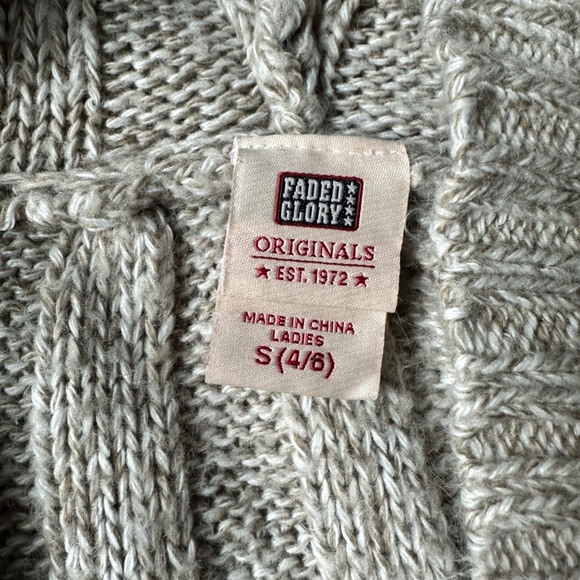 FADED
GLORY
ORIGINALS
★ EST. 1972 ★
MADE IN CHINA
LADIES
S (4/6)